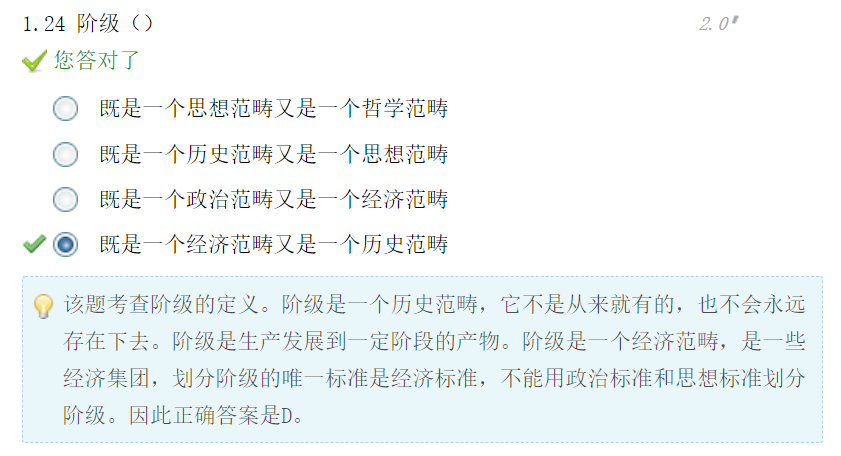 1.24 阶级（） 2.0'
您答对了
既是一个思想范畴又是一个哲学范畴
既是一个历史范畴又是一个思想范畴
既是一个政治范畴又是一个经济范畴
既是一个经济范畴又是一个历史范畴
该题考查阶级的定义。阶级是一个历史范畴，它不是从来就有的，也不会永远
存在下去。阶级是生产发展到一定阶段的产物。阶级是一个经济范畴，是一些
经济集团，划分阶级的唯一标准是经济标准，不能用政治标准和思想标准划分
阶级。因此正确答案是D。